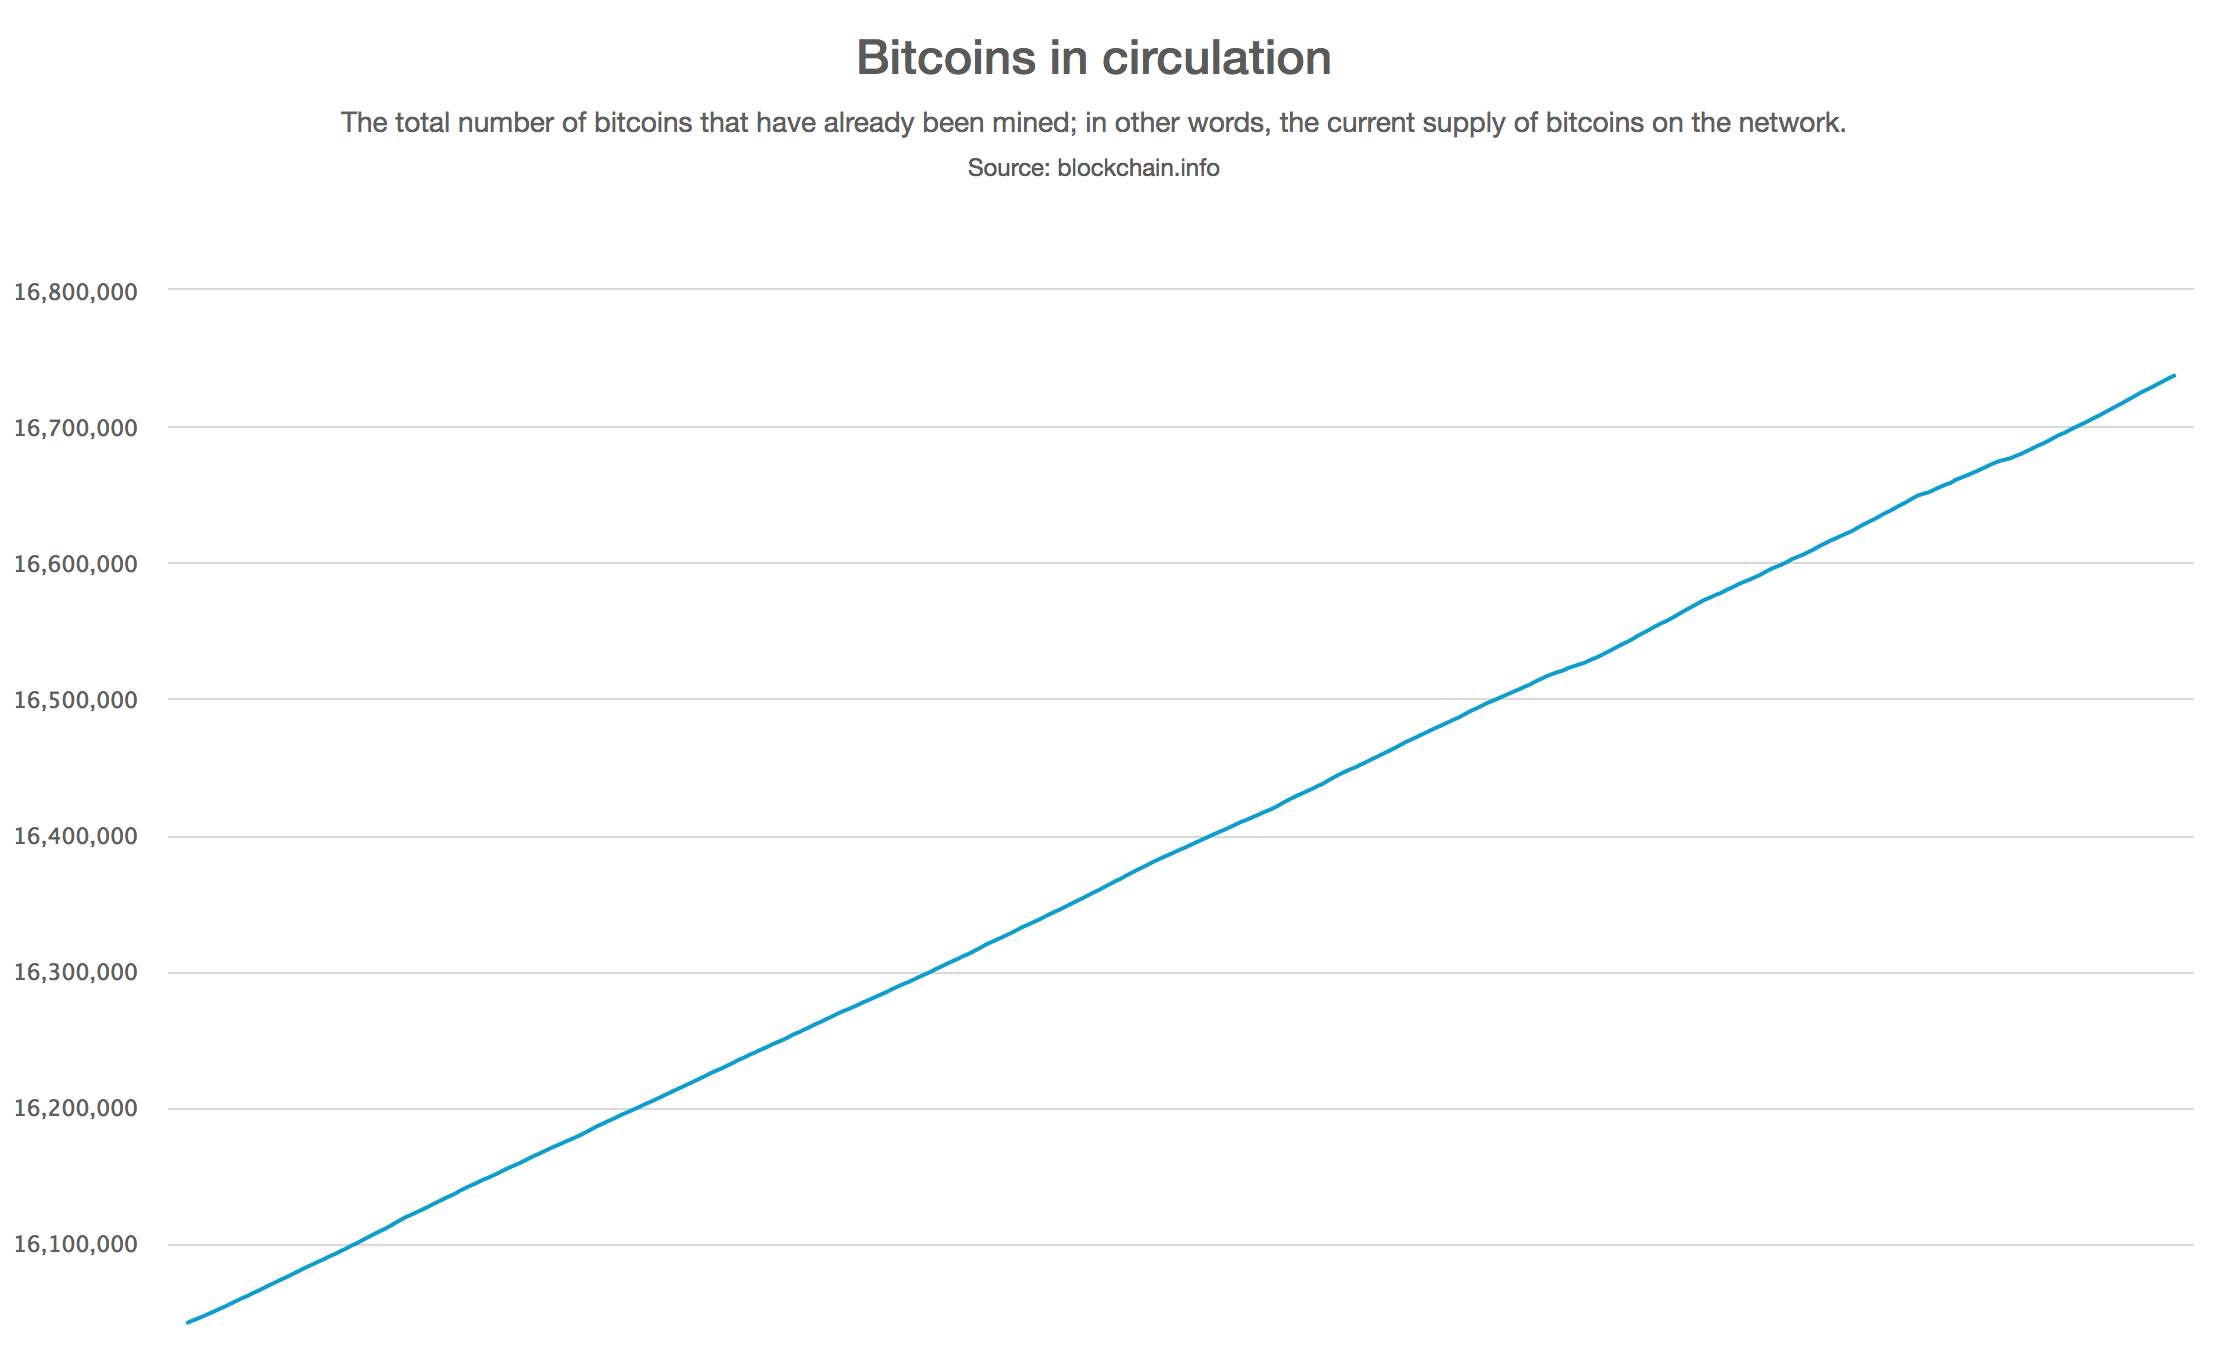 Bitcoins in circulation
The total number of bitcoins that have already been mined; in other words, the current supply of bitcoins on the network.
Source: blockchain.info
16,800,000
16,700,000
16,600,000
16,500,000
16,400,000
16,300,000
16,200,000
16,100,000